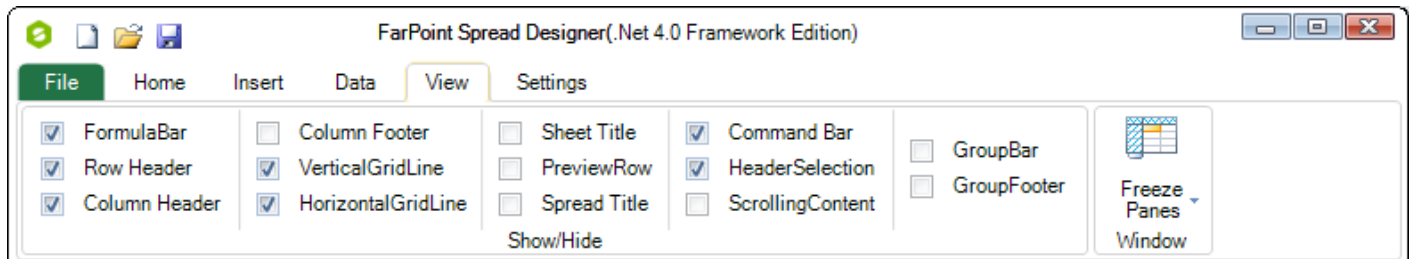 FarPoint Spread Designer(.Net 4.0 Framework Edition)
File Home Insert Data View Settings
FormulaBar Column Footer Sheet Title Command Bar
GroupBar
Row Header VerticalGridLine PreviewRow HeaderSelection
GroupFooter
Column Header HorizontalGridLine Spread Title ScrollingContent
Freeze
Panes
Show/Hide Window